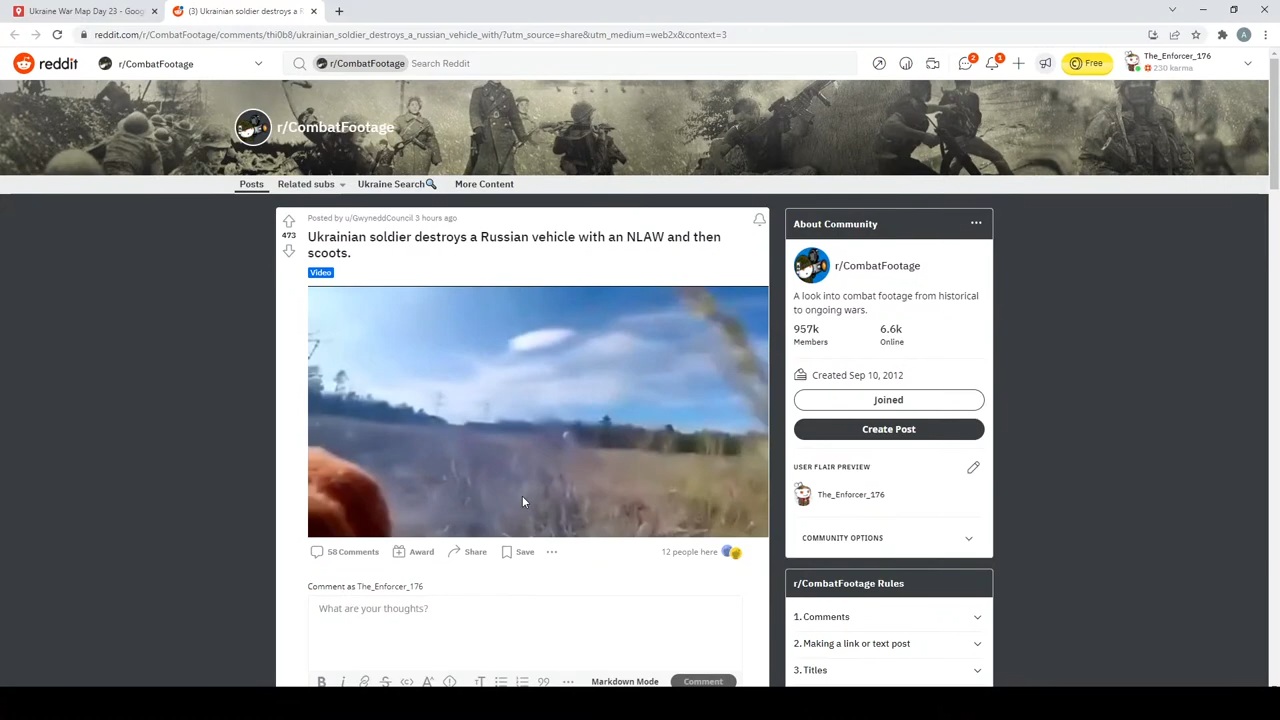 Ukraine War Map Day 23 - Goog
(3) Ukrainian soldier destroys a R
reddit.com/r/CombatFootage/comments/thi0b8/ukrainian_soldier_destroys_a_russian_vehicle_with/?utm_source=share&utm_medium=web2x&context=3
A
reddit
r/CombatFootage
r/CombatFootage Search Reddit
2
1
Free
The_Enforcer_176
230 karma
r/CombatFootage
Posts Related subs Ukraine Search🔍 More Content
Posted by u/GwyneddCouncil 3 hours ago
473
Ukrainian soldier destroys a Russian vehicle with an NLAW and then
scoots.
Video
58 Comments Award Share Save ··· 12 people here
Comment as The_Enforcer_176
What are your thoughts?
B i S A T 99 ··· Markdown Mode Comment
About Community ···
r/CombatFootage
A look into combat footage from historical
to ongoing wars.
957k 6.6k
Members Online
Created Sep 10, 2012
Joined
Create Post
USER FLAIR PREVIEW
The_Enforcer_176
COMMUNITY OPTIONS
r/CombatFootage Rules
1. Comments
2. Making a link or text post
3. Titles